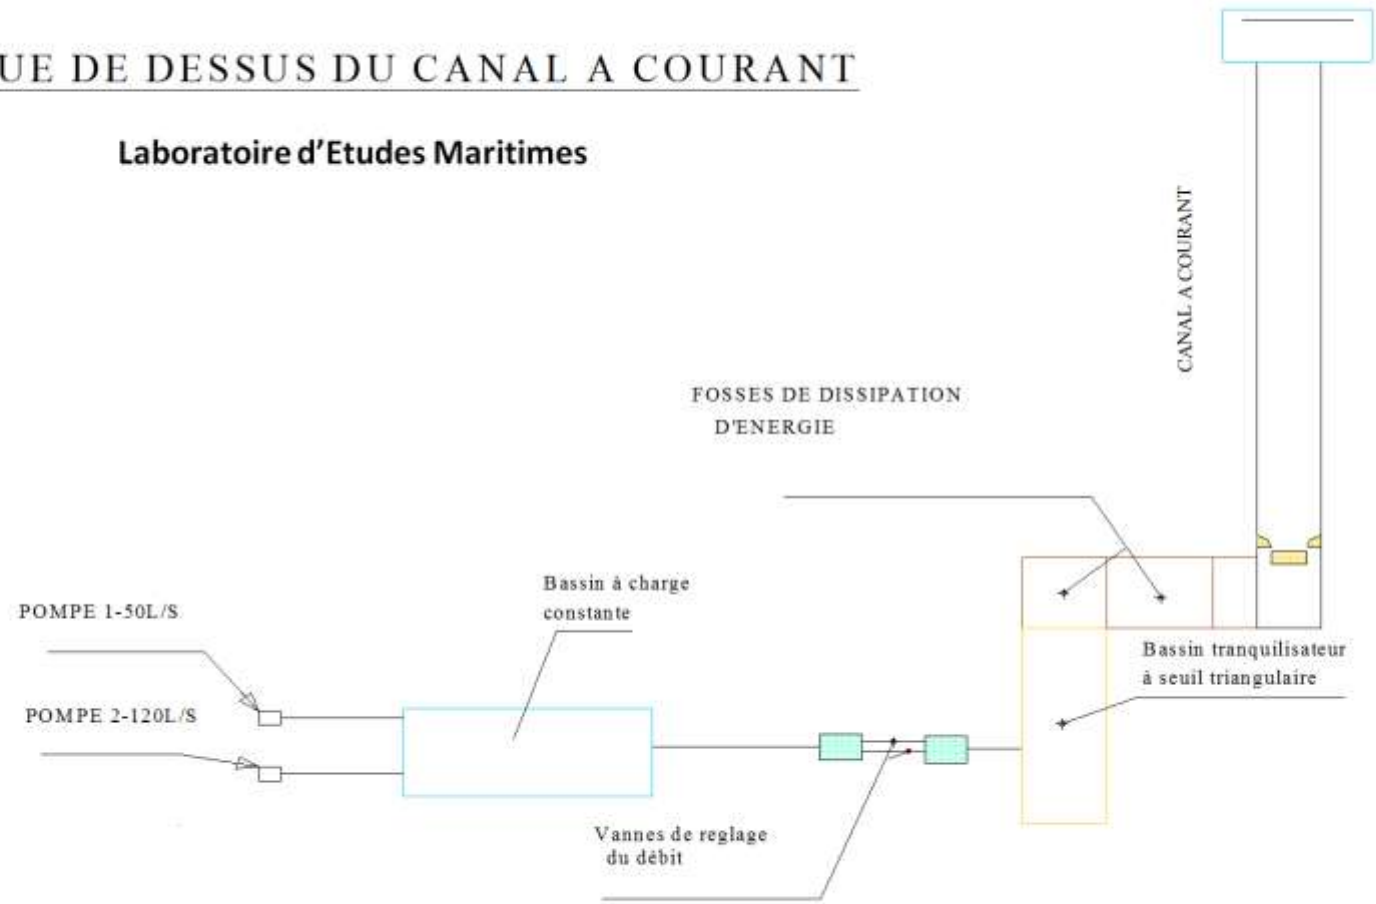 UE DE DESSUS DU CANAL A COURANT
Laboratoire d'Etudes Maritimes
CANAL A COURANT
FOSSES DE DISSIPATION
D'ENERGIE
Bassin à charge
constante
POMPE 1-50L/S
POMPE 2-120L/S
Bassin tranquilisateur
à seuil triangulaire
Vannes de reglage
du débit